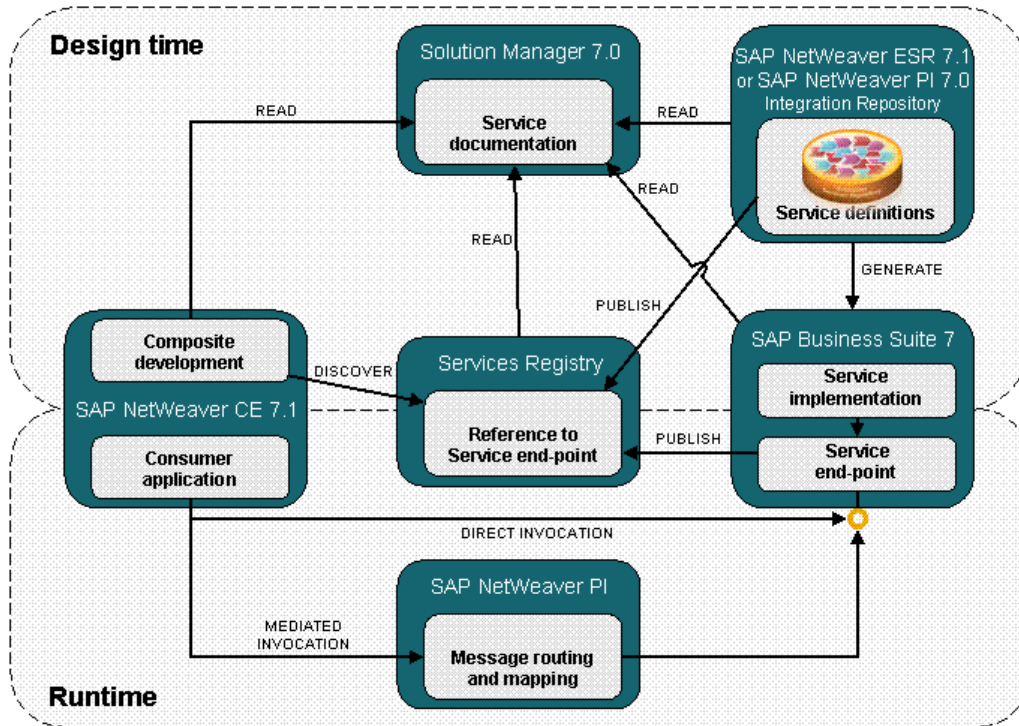 Design time
Solution Manager 7.0
SAP NetWeaver ESR 7.1
or SAP NetWeaver PI 7.0
Integration Repository
READ
READ
Service
documentation
READ
Service definitions
READ
GENERATE
PUBLISH
Composite
development
DISCOVER
Services Registry
SAP Business Suite 7
Service
implementation
SAP NetWeaver CE 7.1
Reference to
Service end-point
PUBLISH
Consumer
application
Service
end-point
DIRECT INVOCATION
SAP NetWeaver PI
MEDIATED
INVOCATION
Message routing
and mapping
Runtime